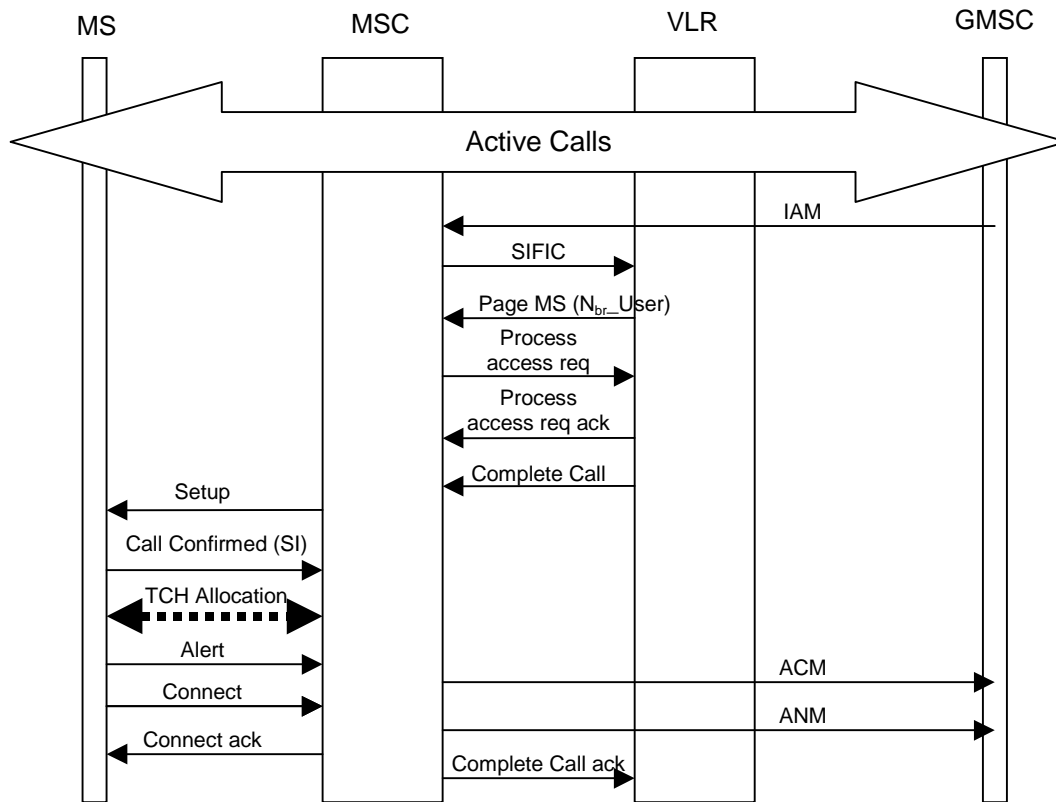 MS
MSC
VLR
GMSC
Active Calls
IAM
SIFIC
Page MS (Nbr_User)
Process
access req
Process
access req ack
Complete Call
Setup
Call Confirmed (SI)
TCH Allocation
Alert
ACM
Connect
ANM
Connect ack
Complete Call ack